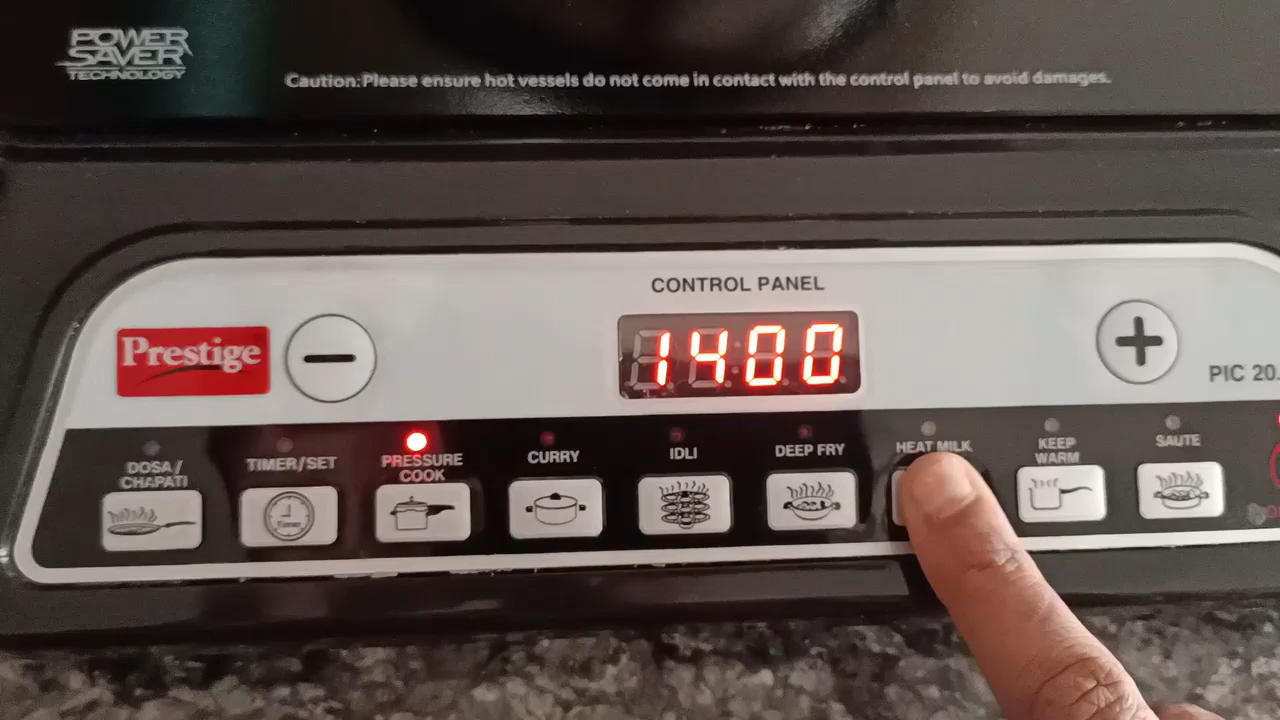 POWER
SAVER
TECHNOLOGY
Caution:Please ensure hot vessels do not come in contact with the control panel to avoid damages.
CONTROL PANEL
Prestige
1400
PIC 20.
DOSA/
CHAPATI
TIMER/SET
PRESSURE
COOK
CURRY
IDLI
DEEP FRY
HEAT MILK
KEEP
WARM
SAUTE
Timer